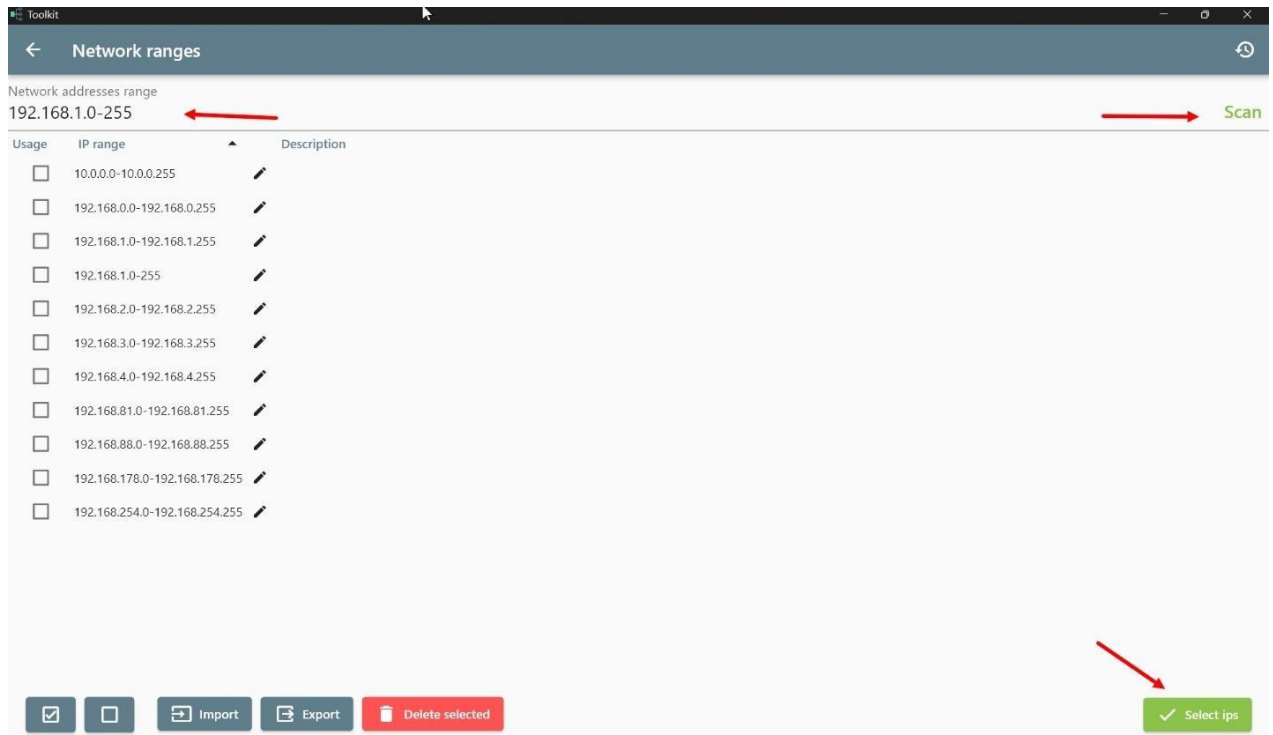 Toolkit
Network ranges
Network addresses range
192.168.1.0-255
Scan
Usage IP range Description
10.0.0.0-10.0.0.255
192.168.0.0-192.168.0.255
192.168.1.0-192.168.1.255
192.168.1.0-255
192.168.2.0-192.168.2.255
192.168.3.0-192.168.3.255
192.168.4.0-192.168.4.255
192.168.81.0-192.168.81.255
192.168.88.0-192.168.88.255
192.168.178.0-192.168.178.255
192.168.254.0-192.168.254.255
Import Export Delete selected Select ips